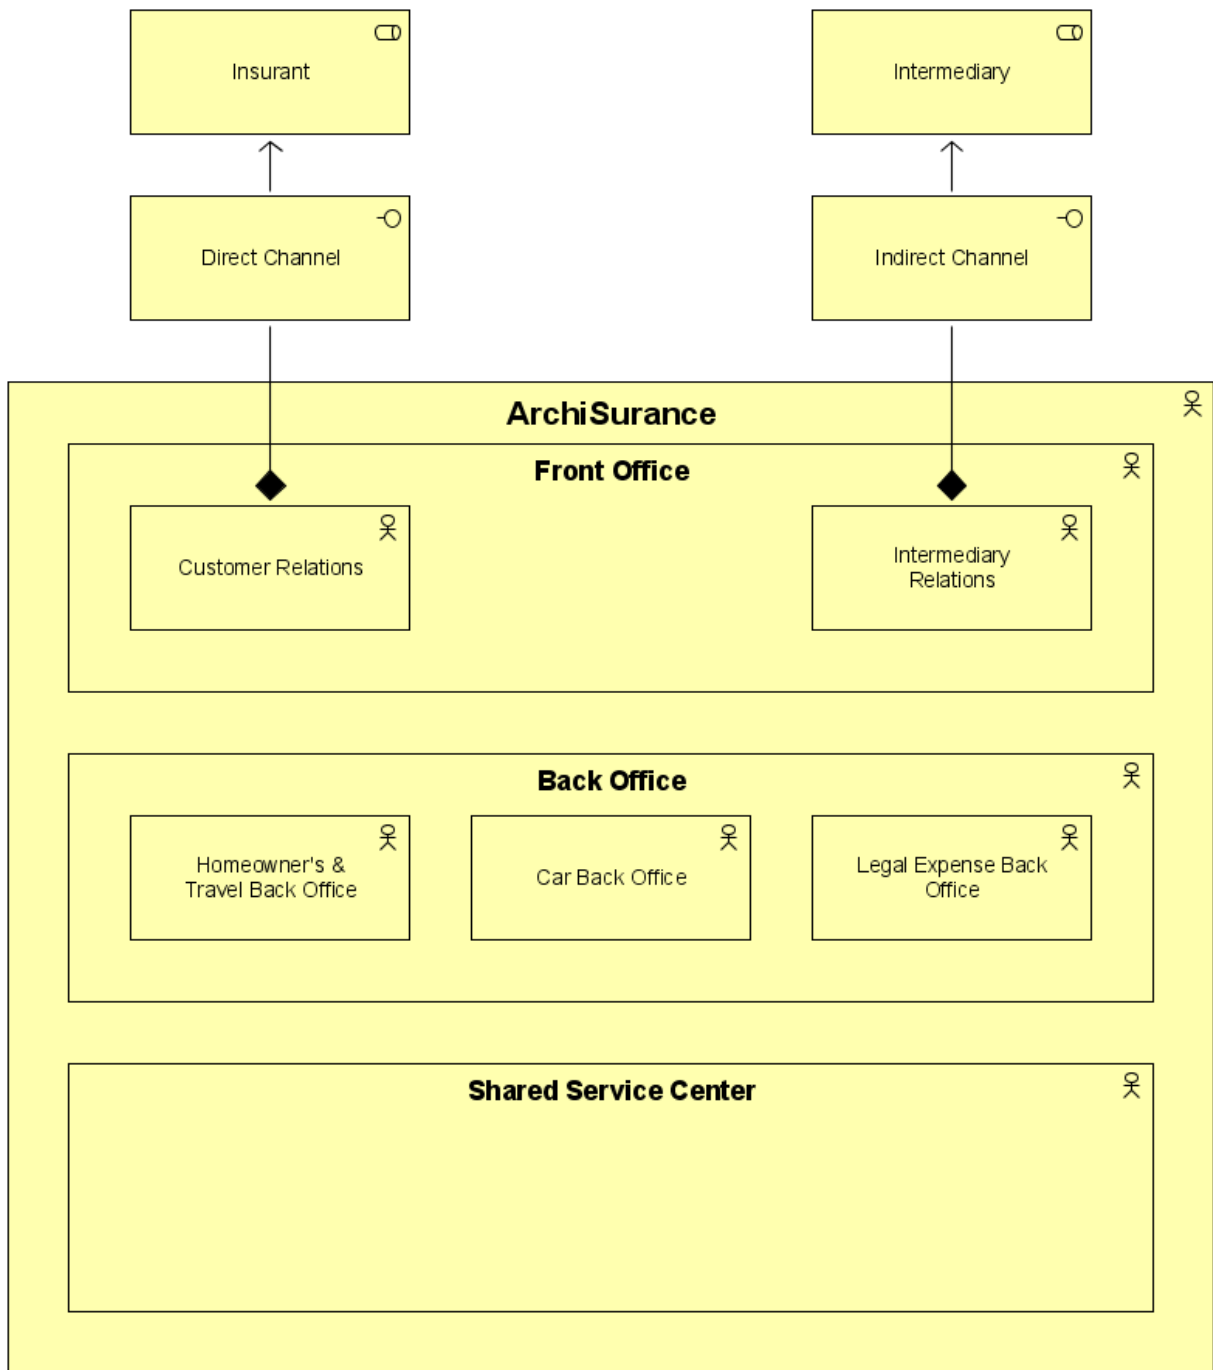 Insurant
Intermediary
Direct Channel
Indirect Channel
ArchiSurance
Front Office
Customer Relations
Intermediary
Relations
Back Office
Homeowner's &
Travel Back Office
Car Back Office
Legal Expense Back
Office
Shared Service Center